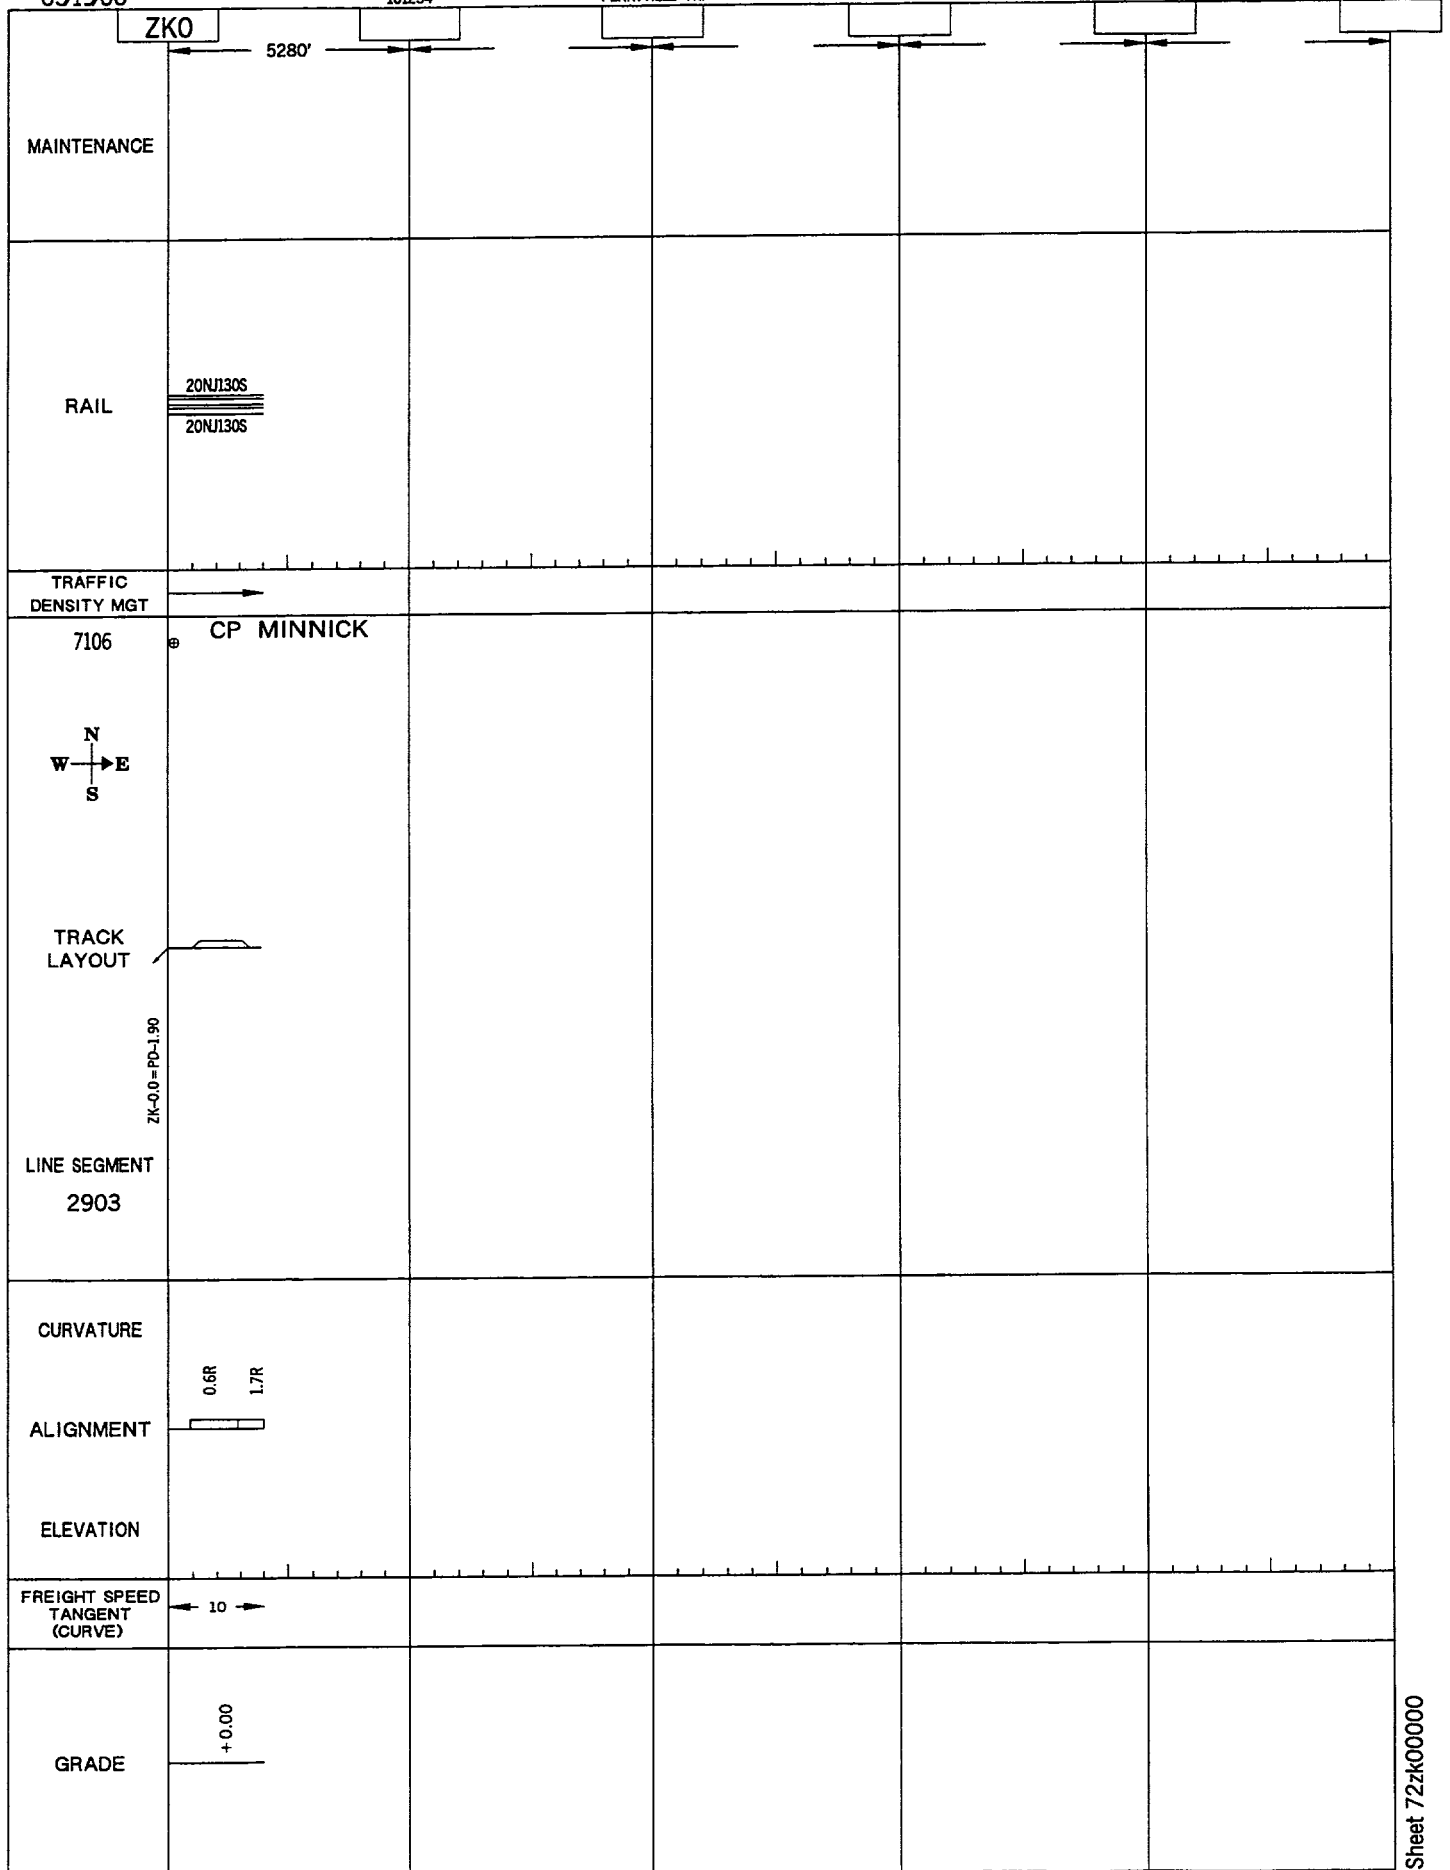 ZK0
5280'
MAINTENANCE
20NJ130S
RAIL
20NJ130S
TRAFFIC
DENSITY MGT
7106
CP MINNICK
N
W E
S
TRACK
LAYOUT
ZK-0.0 = PD-1.90
LINE SEGMENT
2903
CURVATURE
0.6R
1.7R
ALIGNMENT
ELEVATION
FREIGHT SPEED
TANGENT
(CURVE)
10
+0.00
GRADE
Sheet 72zk00000